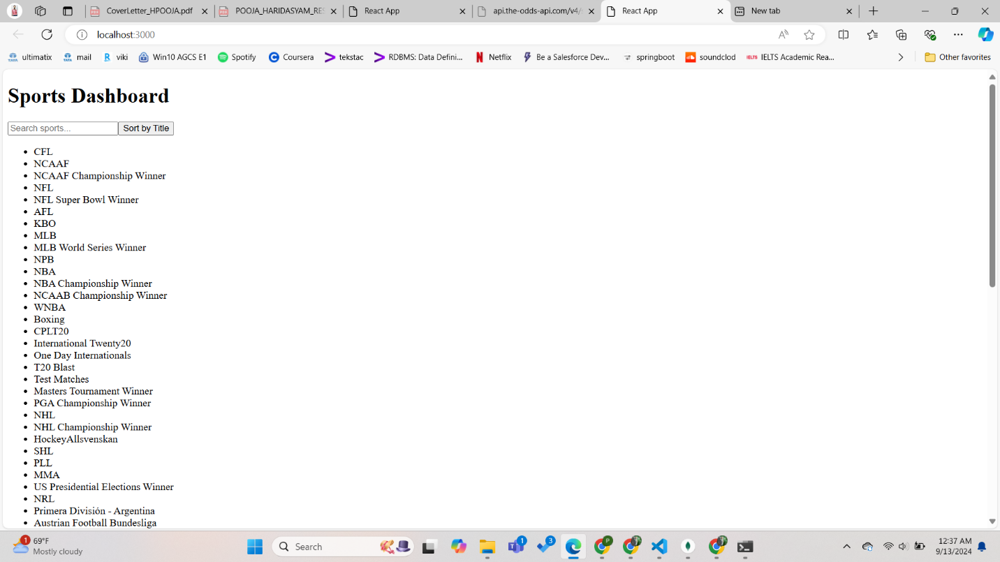 CoverLetter_HPOOJA.pdf
POOJA_HARIDASYAM_RES
React App
api.the-odds-api.com/v4/
React App
New tab
localhost:3000
ultimatix
mail
viki
Win10 AGCS E1
Spotify
Coursera
tekstac
RDBMS: Data Defini...
Netflix
Be a Salesforce Dev...
springboot
soundclod
IELTS Academic Rea...
Other favorites
Sports Dashboard
Search sports...
Sort by Title
CFL
NCAAF
NCAAF Championship Winner
NFL
NFL Super Bowl Winner
AFL
KBO
MLB
MLB World Series Winner
NPB
NBA
NBA Championship Winner
NCAAB Championship Winner
WNBA
Boxing
CPLT20
International Twenty20
One Day Internationals
T20 Blast
Test Matches
Masters Tournament Winner
PGA Championship Winner
NHL
NHL Championship Winner
HockeyAllsvenskan
SHL
PLL
MMA
US Presidential Elections Winner
NRL
Primera División - Argentina
Austrian Football Bundesliga
1
69°F
Mostly cloudy
Search
1
3
P
12:37 AM
9/13/2024